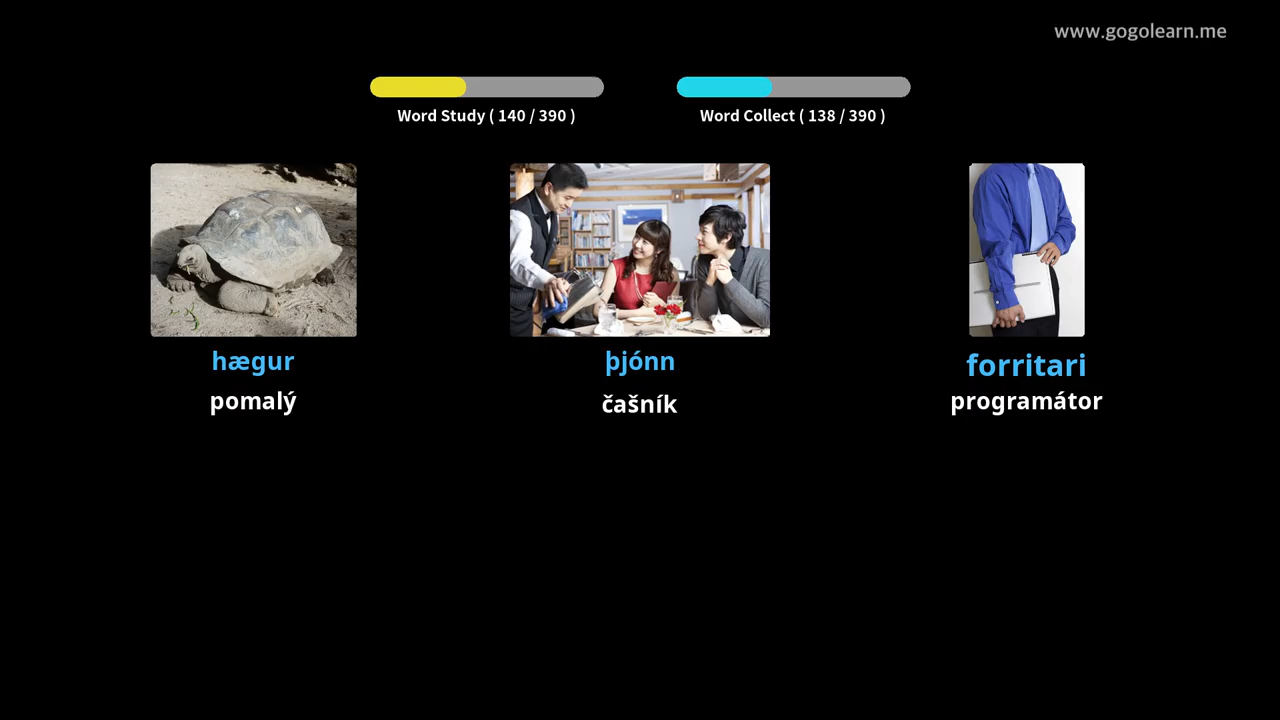 www.gogolearn.me
Word Study ( 140 / 390 )
Word Collect ( 138 / 390 )
hægur
pomalý
þjónn
čašník
forritari
programátor